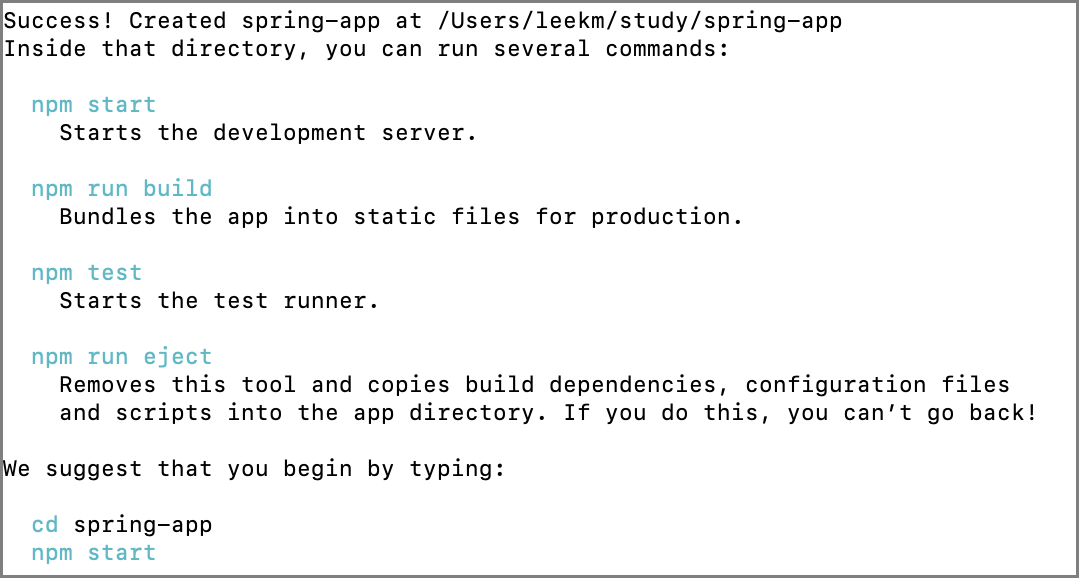 Success! Created spring-app at /Users/leekm/study/spring-app
Inside that directory, you can run several commands:
npm start
Starts the development server.
npm run build
Bundles the app into static files for production.
npm test
Starts the test runner.
npm run eject
Removes this tool and copies build dependencies, configuration files
and scripts into the app directory. If you do this, you can’t go back!
We suggest that you begin by typing:
cd spring-app
npm start